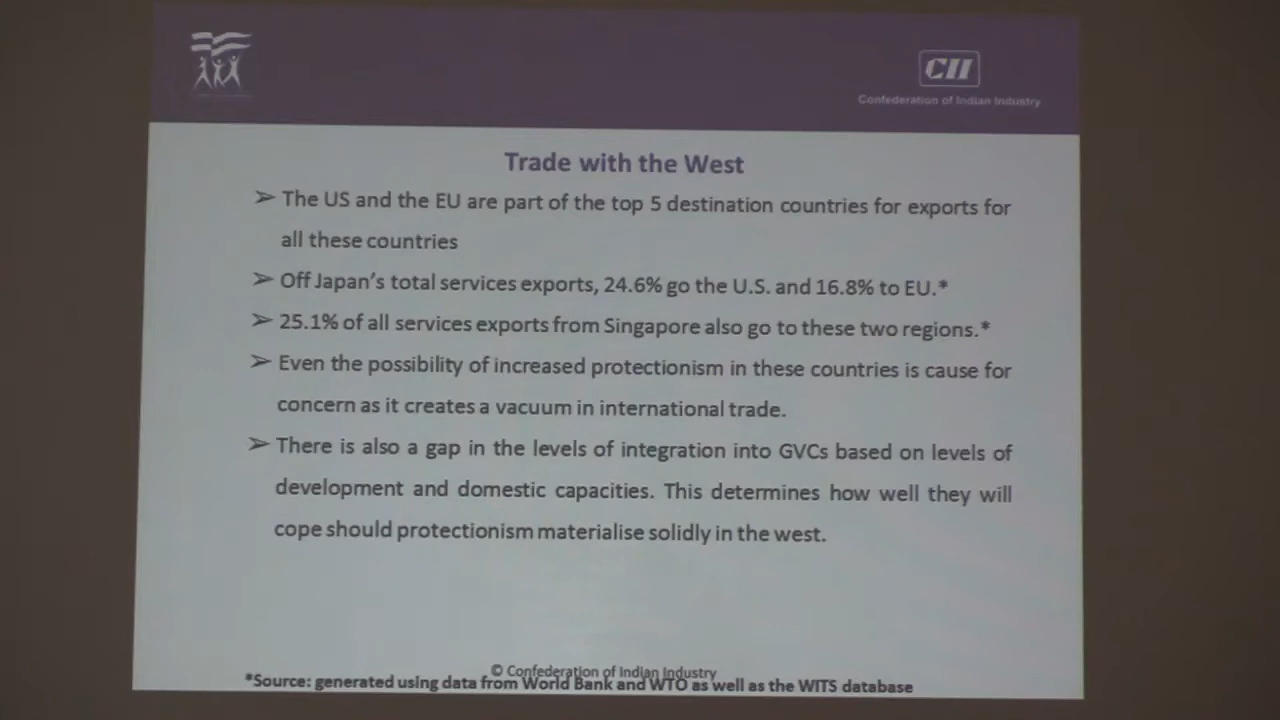 CII
Confederation of Indian Industry
Trade with the West
➢ The US and the EU are part of the top 5 destination countries for exports for
all these countries
➢ Off Japan's total services exports, 24.6% go the U.S. and 16.8% to EU.*
➢ 25.1% of all services exports from Singapore also go to these two regions.*
➢ Even the possibility of increased protectionism in these countries is cause for
concern as it creates a vacuum in international trade.
➢ There is also a gap in the levels of integration into GVCs based on levels of
development and domestic capacities. This determines how well they will
cope should protectionism materialise solidly in the west.
© Confederation of Indian Industry
*Source: generated using data from World Bank and WTO as well as the WITS database